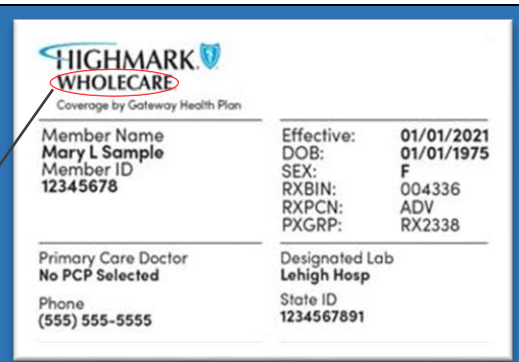 HIGHMARK.
WHOLECARE
Coverage by Gateway Health Plan
Member Name
Mary L Sample
Member ID
12345678
Effective: 01/01/2021
DOB: 01/01/1975
SEX: F
RXBIN: 004336
RXPCN: ADV
PXGRP: RX2338
Primary Care Doctor
No PCP Selected
Phone
(555) 555-5555
Designated Lab
Lehigh Hosp
State ID
1234567891